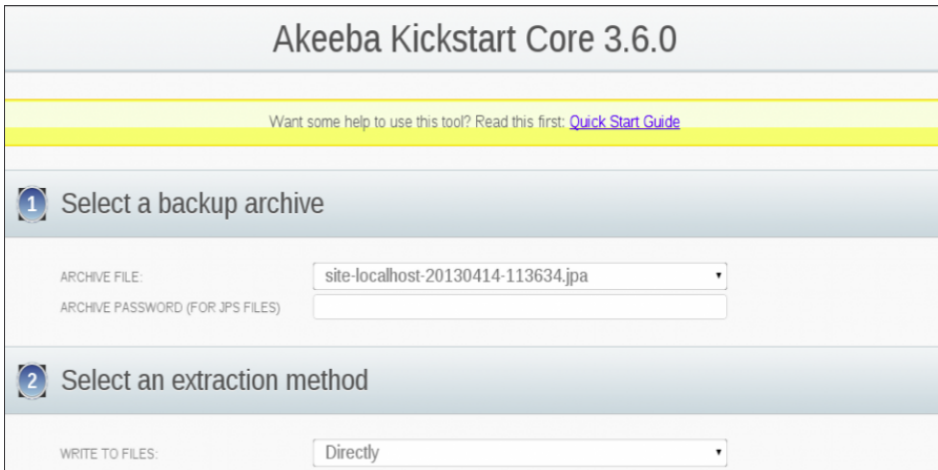 Akeeba Kickstart Core 3.6.0
Want some help to use this tool? Read this first: Quick Start Guide
1 Select a backup archive
ARCHIVE FILE: site-localhost-20130414-113634.jpa
ARCHIVE PASSWORD (FOR JPS FILES)
2 Select an extraction method
WRITE TO FILES: Directly